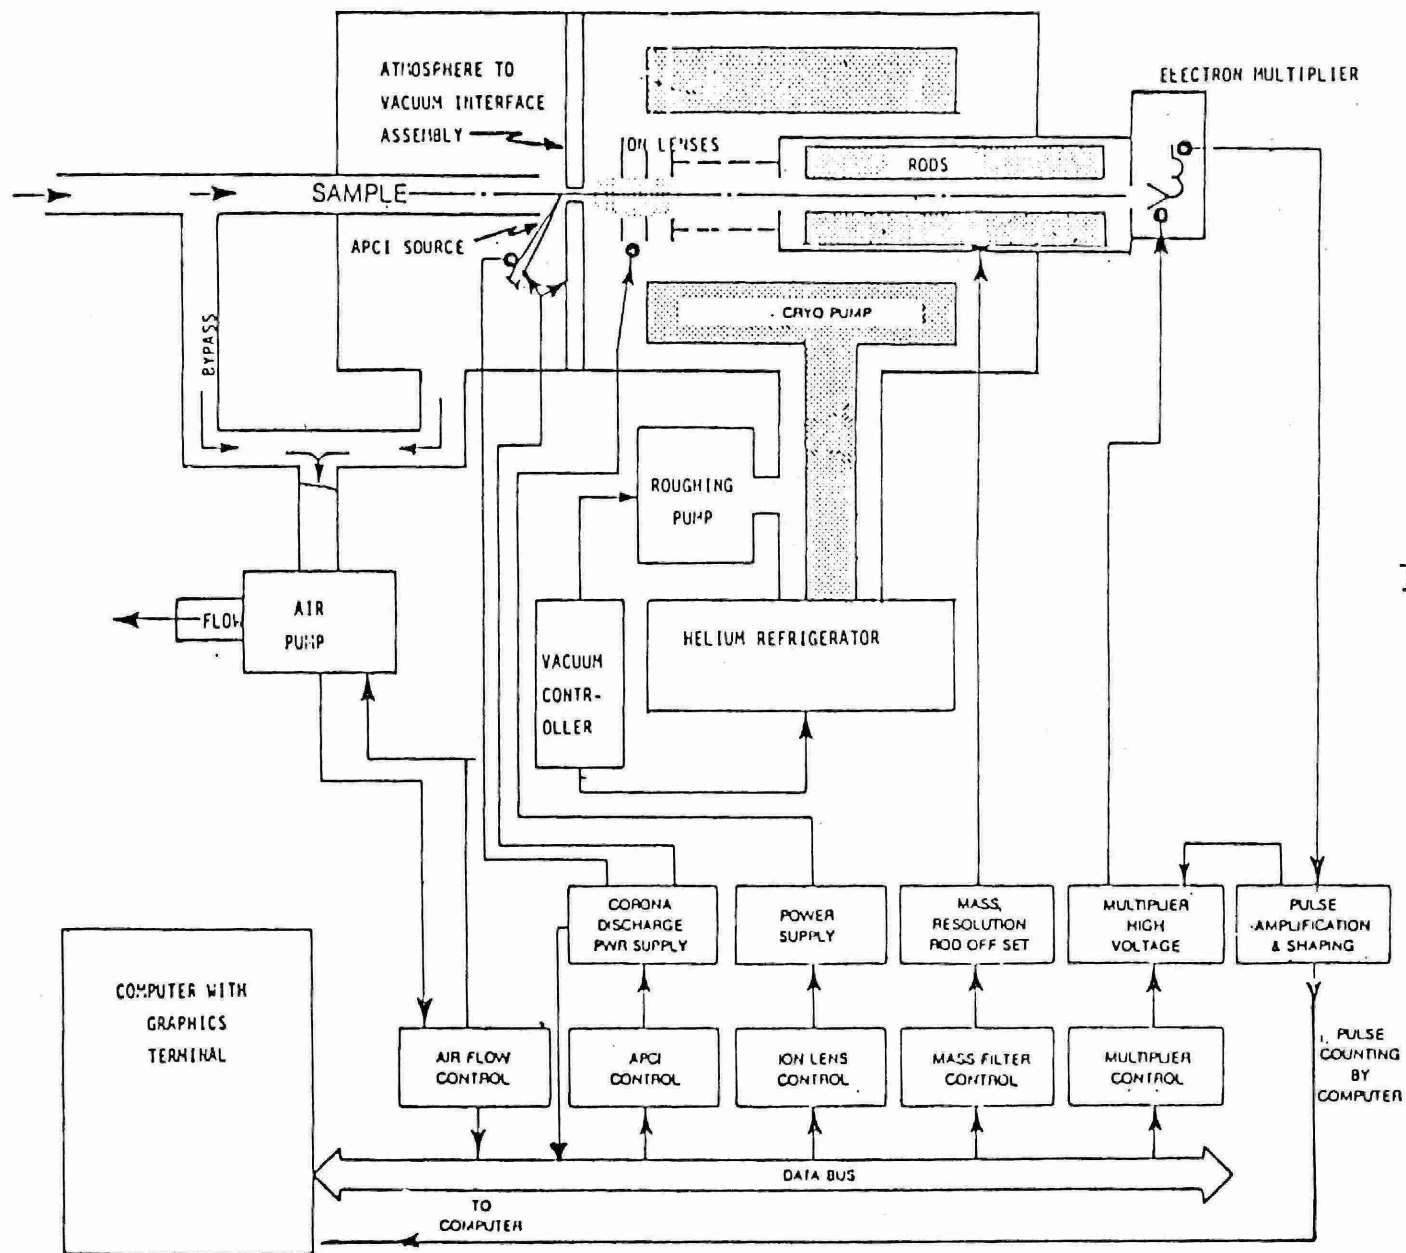 ATMOSPHERE TO
VACUUM INTERFACE
ASSEMBLY
ELECTRON MULTIPLIER
ION LENSES
RODS
SAMPLE
APCI SOURCE
BYPASS
CRYO PUMP
ROUGHING
PUMP
AIR
PUMP
FLOW
VACUUM
CONTR-
OLLER
HELIUM REFRIGERATOR
CORONA
DISCHARGE
PWR SUPPLY
POWER
SUPPLY
MASS,
RESOLUTION
ROD OFF SET
MULTIPLIER
HIGH
VOLTAGE
PULSE
AMPLIFICATION
& SHAPING
COMPUTER WITH
GRAPHICS
TERMINAL
AIR FLOW
CONTROL
APCI
CONTROL
ION LENS
CONTROL
MASS FILTER
CONTROL
MULTIPLIER
CONTROL
PULSE
COUNTING
BY
COMPUTER
DATA BUS
TO
COMPUTER